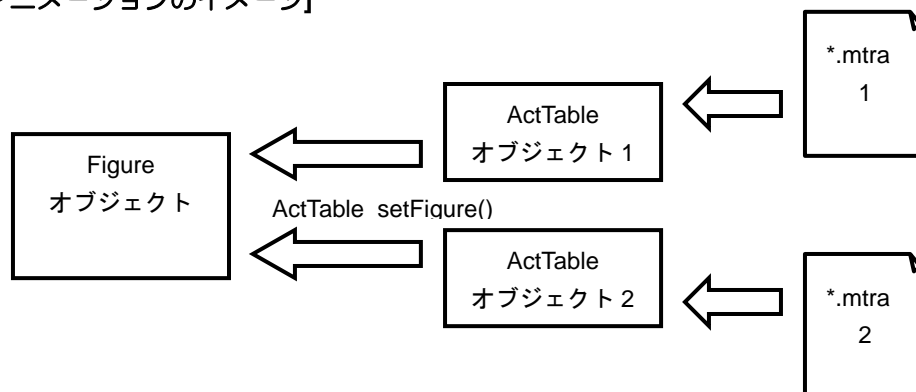 ニメーションのイメージ]
*.mtra
1
ActTable
オブジェクト 1
Figure
オブジェクト
ActTable setFigure()
ActTable
オブジェクト 2
*.mtra
2